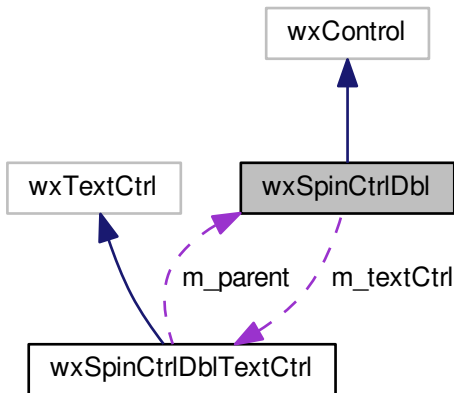 wxControl
wxTextCtrl
wxSpinCtrlDbl
m_parent
m_textCtrl
wxSpinCtrlDblTextCtrl